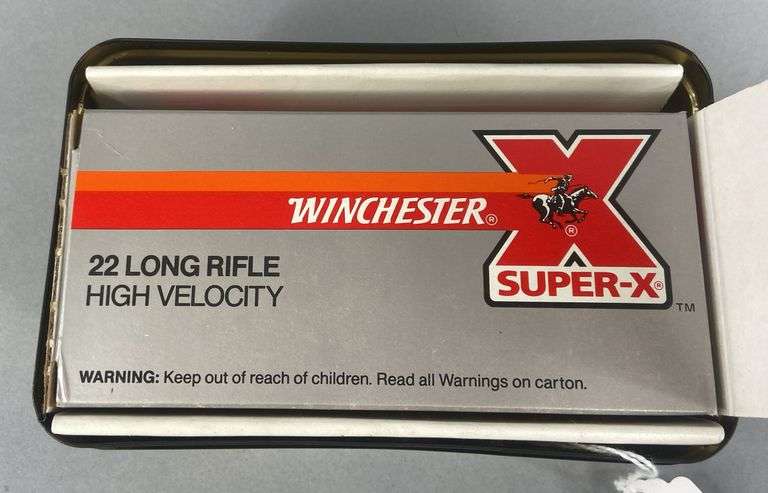 X
WINCHESTER®
®
22 LONG RIFLE
HIGH VELOCITY
SUPER-X®
TM
WARNING: Keep out of reach of children. Read all Warnings on carton.